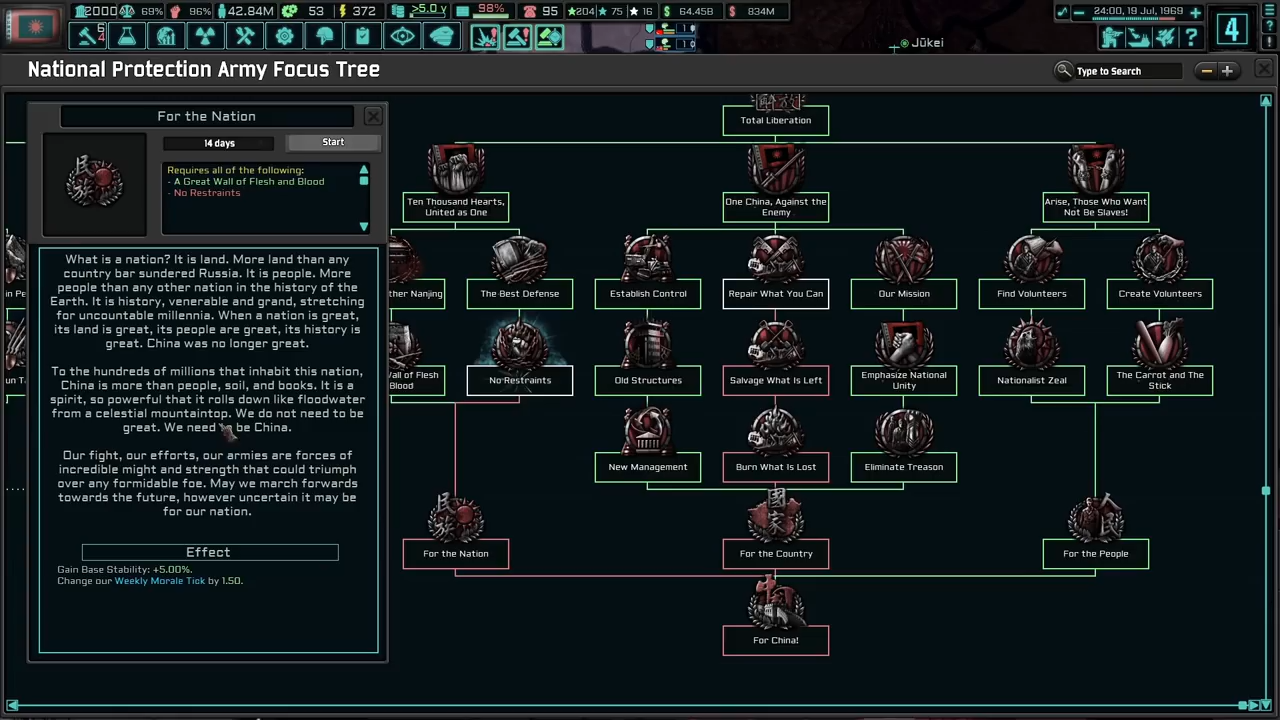 2000
69%
96%
42.84M
53
372
>5.0 y
98%
95
204
75
16
64.45B
834M
24:00, 19 Jul, 1969
4
Jūkei
National Protection Army Focus Tree
Type to Search
For the Nation
14 days
Start
Requires all of the following:
- A Great Wall of Flesh and Blood
- No Restraints
What is a nation? It is land. More land than any
country bar sundered Russia. It is people. More
people than any other nation in the history of the
Earth. It is history, venerable and grand, stretching
for uncountable millennia. When a nation is great,
its land is great, its people are great, its history is
great. China was no longer great.
To the hundreds of millions that inhabit this nation,
China is more than people, soil, and books. It is a
spirit, so powerful that it rolls down like floodwater
from a celestial mountaintop. We do not need to be
great. We need to be China.
Our fight, our efforts, our armies are forces of
incredible might and strength that could triumph
over any formidable foe. May we march forwards
towards the future, however uncertain it may be
for our nation.
Effect
Gain Base Stability: +5.00%.
Change our Weekly Morale Tick by 1.50.
Total Liberation
Ten Thousand Hearts,
United as One
One China, Against the
Enemy
Arise, Those Who Want
Not Be Slaves!
ther Nanjing
The Best Defense
Establish Control
Repair What You Can
Our Mission
Find Volunteers
Create Volunteers
Wall of Flesh
Blood
No Restraints
Old Structures
Salvage What Is Left
Emphasize National
Unity
Nationalist Zeal
The Carrot and The
Stick
New Management
Burn What Is Lost
Eliminate Treason
民族
國家
人民
For the Nation
For the Country
For the People
For China!